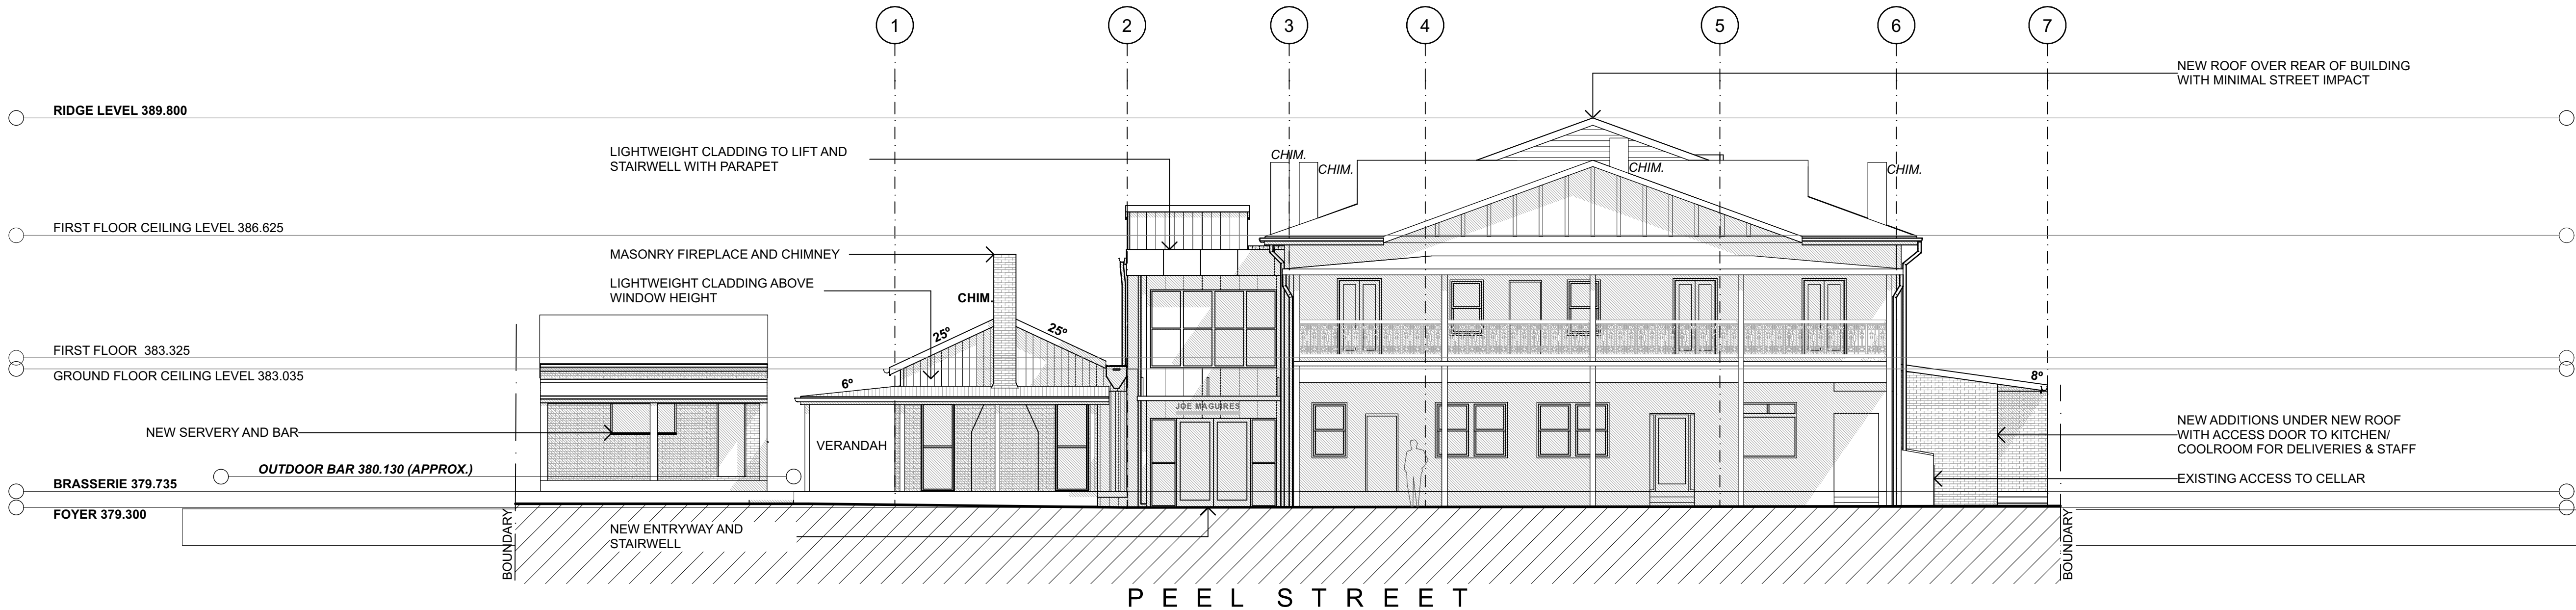 1 2 3 4 5 6 7
NEW ROOF OVER REAR OF BUILDING
WITH MINIMAL STREET IMPACT
RIDGE LEVEL 389.800
LIGHTWEIGHT CLADDING TO LIFT AND
STAIRWELL WITH PARAPET
CHIM.
CHIM.
CHIM.
CHIM.
FIRST FLOOR CEILING LEVEL 386.625
MASONRY FIREPLACE AND CHIMNEY
LIGHTWEIGHT CLADDING ABOVE
WINDOW HEIGHT
CHIM.
25º
25º
FIRST FLOOR 383.325
GROUND FLOOR CEILING LEVEL 383.035
6º
8º
JOE MAGUIRES
NEW SERVERY AND BAR
VERANDAH
NEW ADDITIONS UNDER NEW ROOF
WITH ACCESS DOOR TO KITCHEN/
COOLROOM FOR DELIVERIES & STAFF
OUTDOOR BAR 380.130 (APPROX.)
EXISTING ACCESS TO CELLAR
BRASSERIE 379.735
FOYER 379.300
BOUNDARY
NEW ENTRYWAY AND
STAIRWELL
BOUNDARY
PEEL STREET